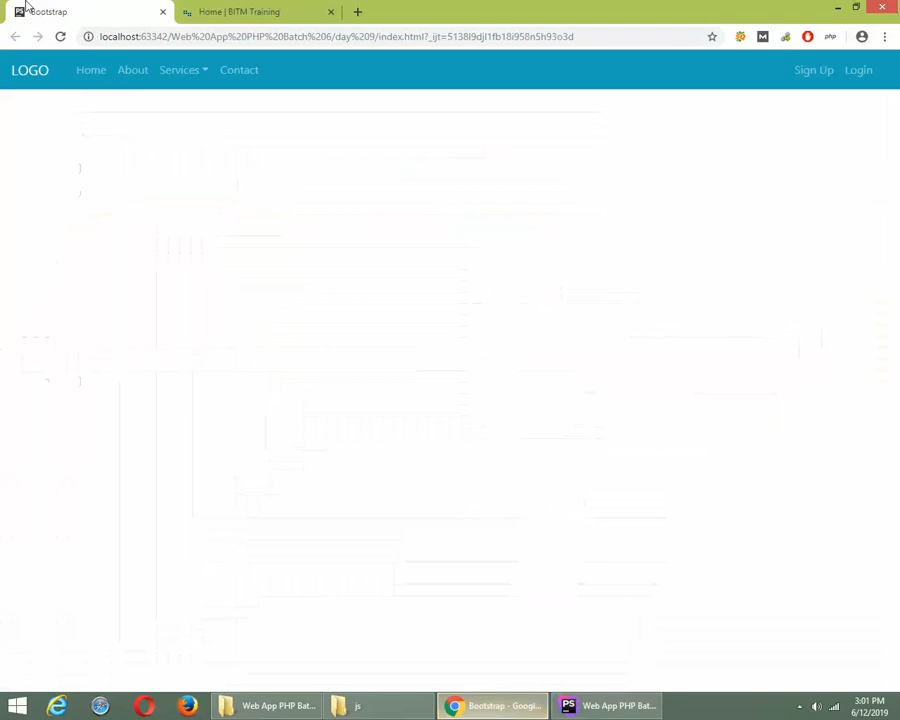 Bootstrap
Home | BITM Training
localhost:63342/Web%20App%20PHP%20Batch%206/day%209/index.html?_ijt=5138l9djl1fb18i958n5h93o3d
php
LOGO
Home
About
Services
Contact
Sign Up
Login
Web App PHP Bat...
js
Bootstrap - Googl...
PS
Web App PHP Bat...
3:01 PM
6/12/2019